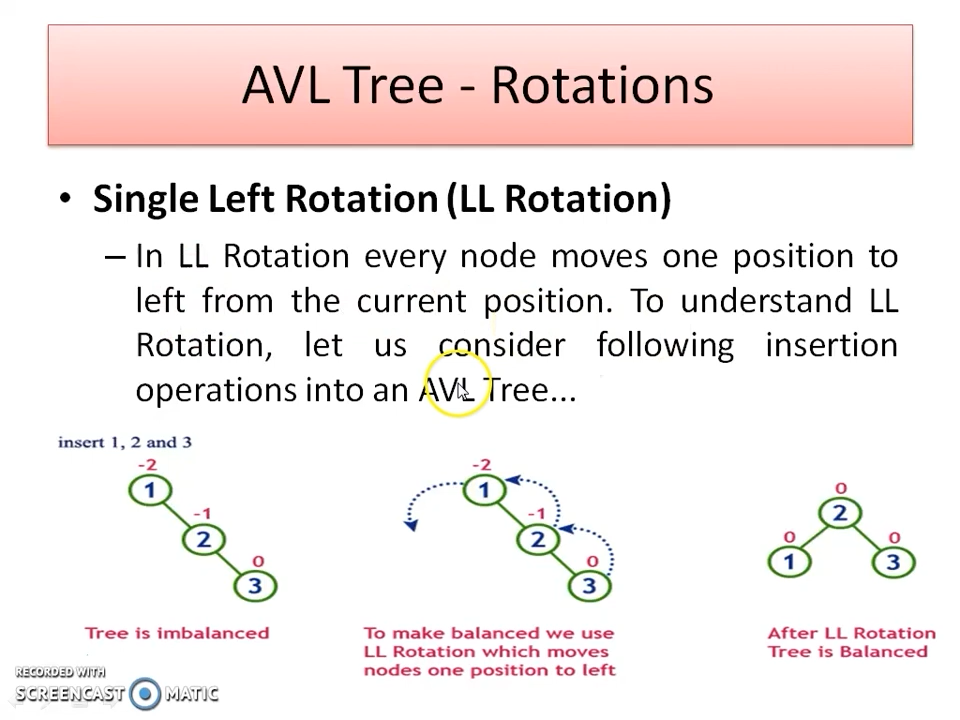 AVL Tree - Rotations
• Single Left Rotation (LL Rotation)
– In LL Rotation every node moves one position to
left from the current position. To understand LL
Rotation, let us consider following insertion
operations into an AVL Tree...
insert 1, 2 and 3
-2
1
-1
2
0
3
Tree is imbalanced
-2
1
-1
2
0
3
To make balanced we use
LL Rotation which moves
nodes one position to left
0
2
0
0
1
3
After LL Rotation
Tree is Balanced
RECORDED WITH
SCREENCAST MATIC